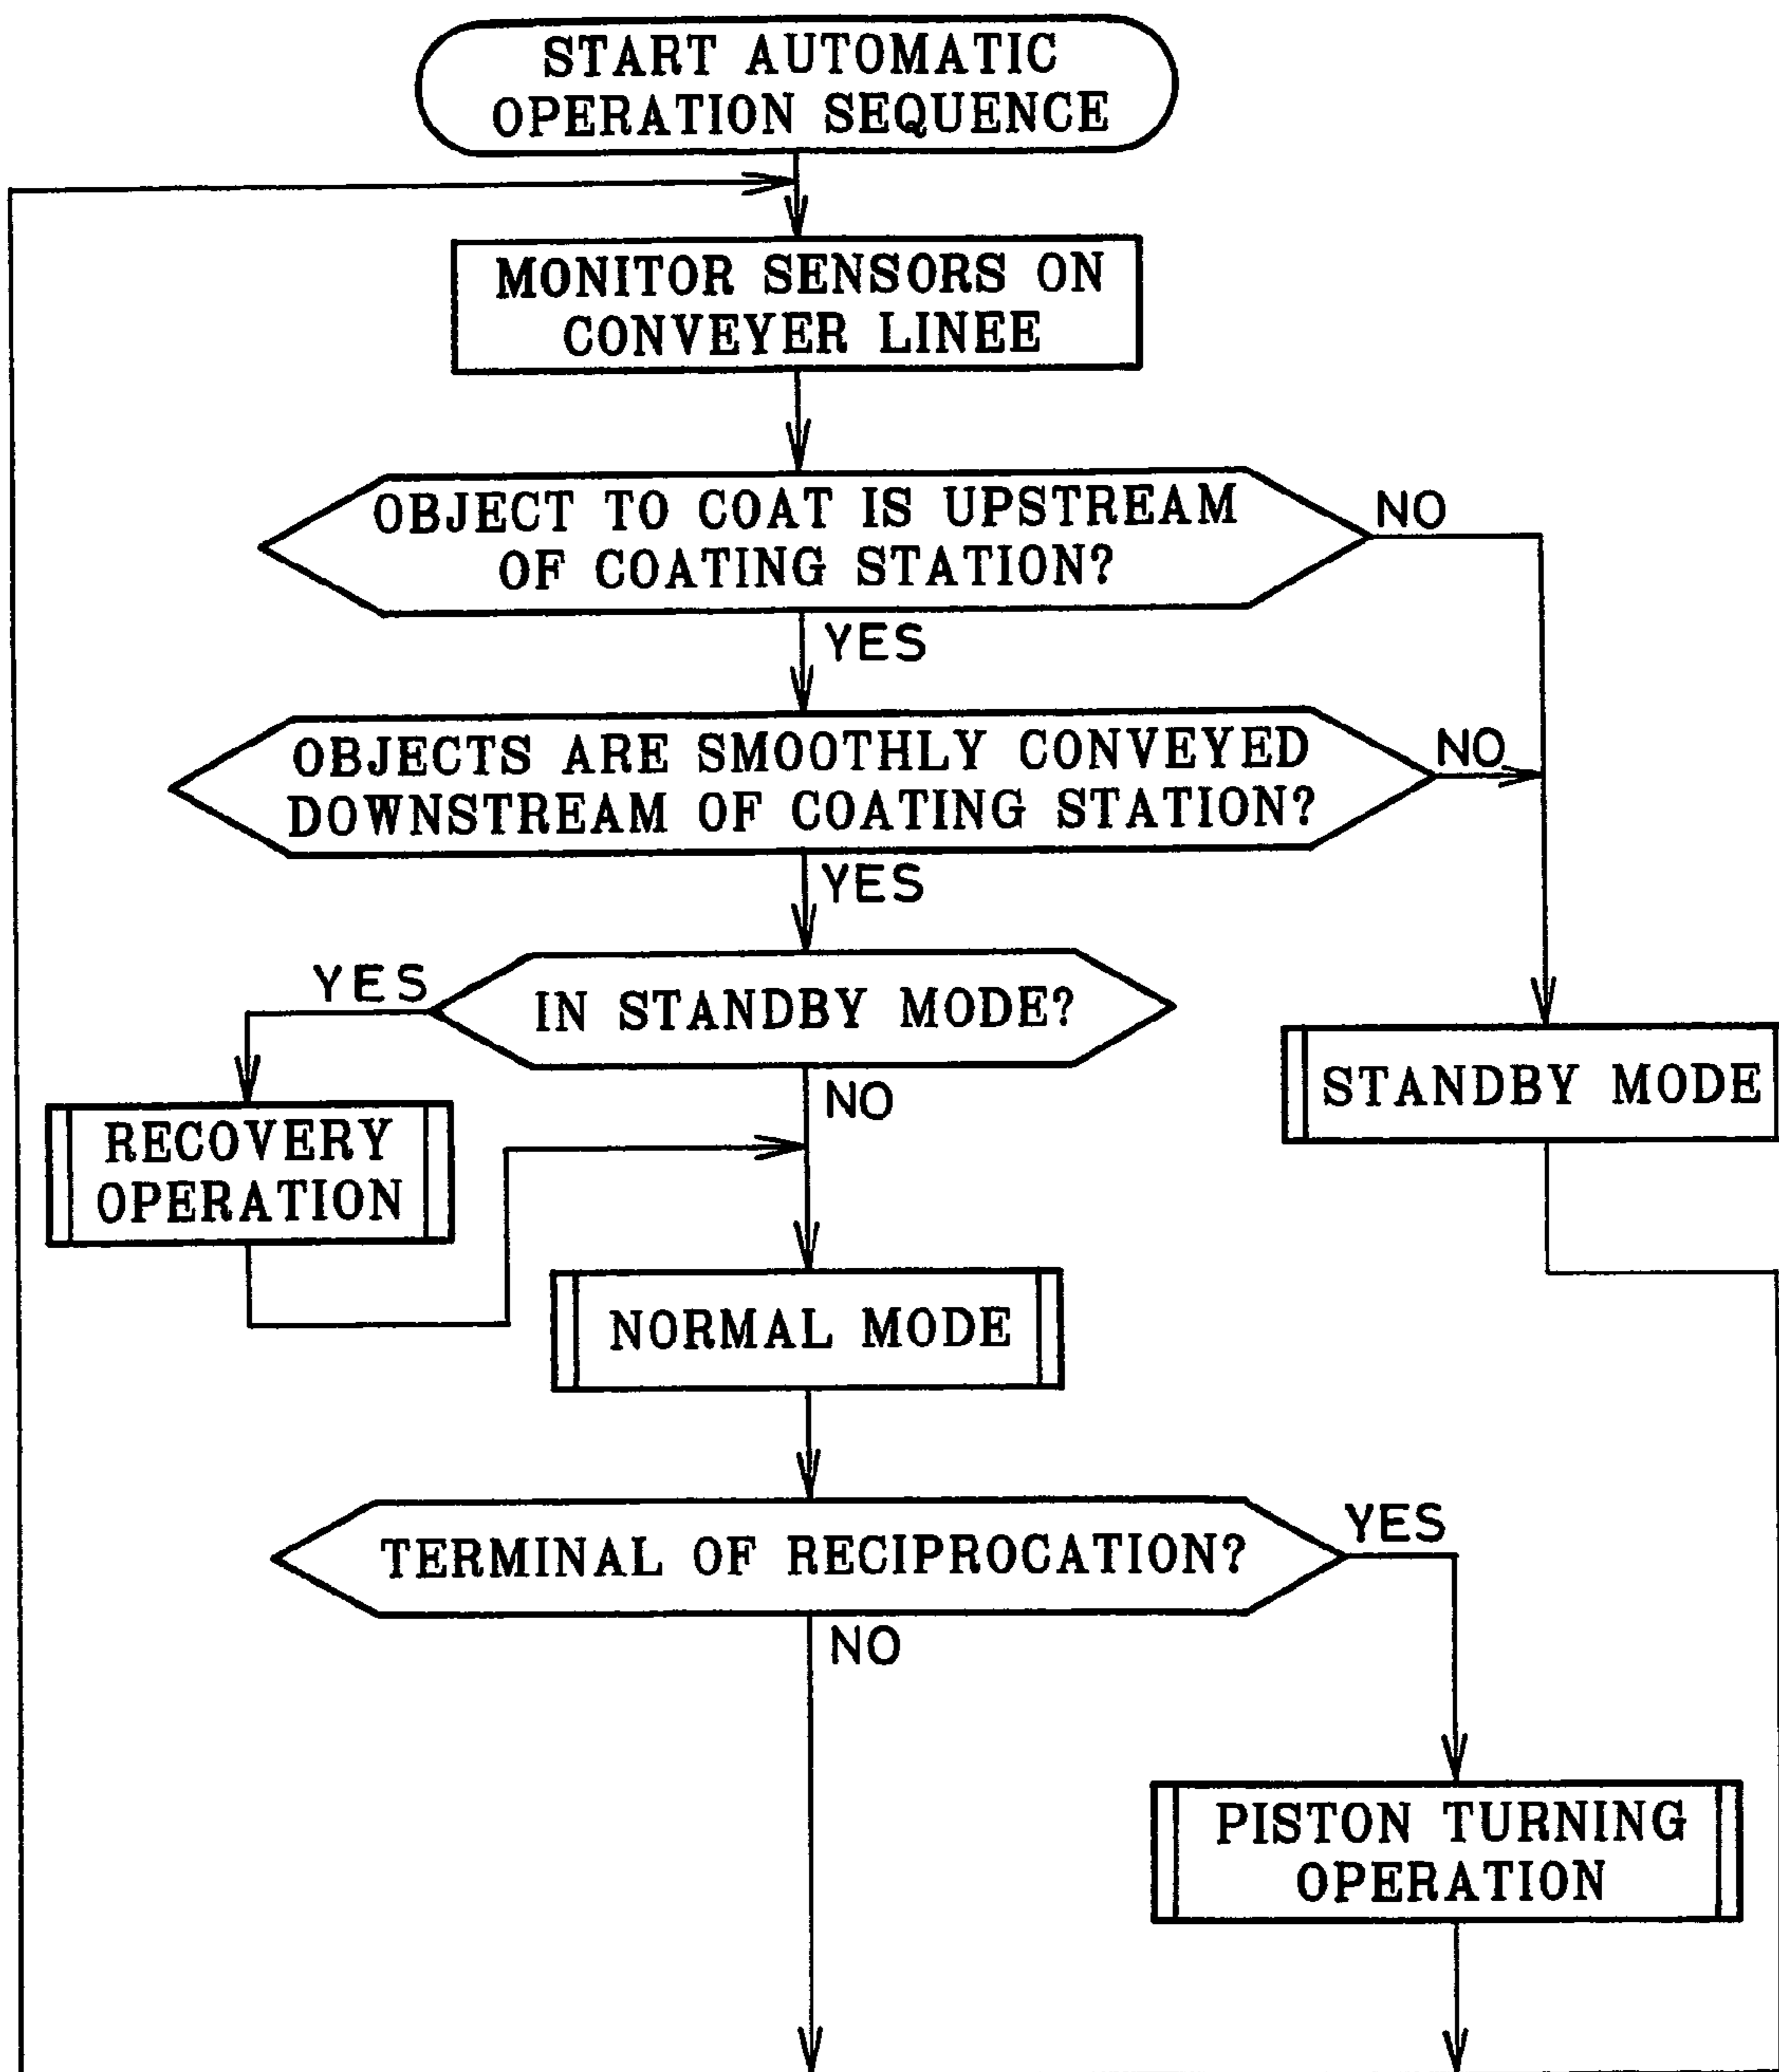 START AUTOMATIC
OPERATION SEQUENCE
MONITOR SENSORS ON
CONVEYER LINEE
OBJECT TO COAT IS UPSTREAM
OF COATING STATION?
NO
YES
OBJECTS ARE SMOOTHLY CONVEYED
DOWNSTREAM OF COATING STATION?
NO
YES
YES
IN STANDBY MODE?
NO
STANDBY MODE
RECOVERY
OPERATION
NORMAL MODE
TERMINAL OF RECIPROCATION?
YES
NO
PISTON TURNING
OPERATION